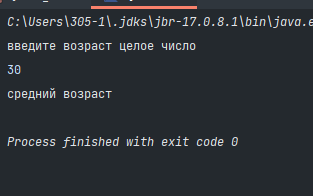 C:\Users\305-1\.jdks\jbr-17.0.8.1\bin\java.e
введите возраст целое число
30
средний возраст
Process finished with exit code 0